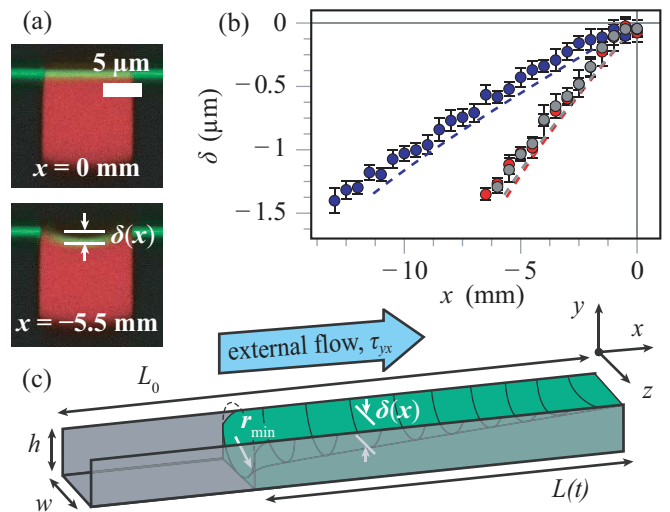 (a)
5 µm
x = 0 mm
δ(x)
x = −5.5 mm
(b)
0
−0.5
−1
−1.5
δ (µm)
−10
−5
0
x (mm)
external flow, τyx
y
x
z
(c)
L0
h
w
rmin
δ(x)
L(t)